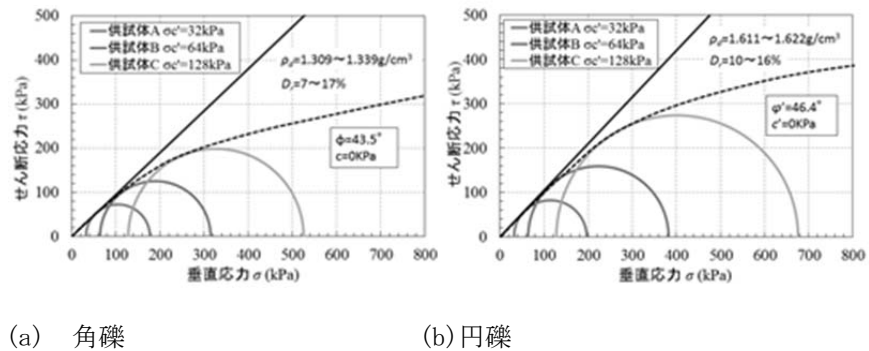 500
400
300
200
100
0
せん断応力 τ (kPa)
供試体A σc'=32kPa
供試体B σc'=64kPa
供試体C σc'=128kPa
ρd=1.309～1.339g/cm³
Dr=7～17%
ϕ=43.5°
c=0KPa
0 100 200 300 400 500 600 700 800
垂直応力 σ (kPa)
500
400
300
200
100
0
せん断応力 τ (kPa)
供試体A σc'=32kPa
供試体B σc'=64kPa
供試体C σc'=128kPa
ρd=1.611～1.622g/cm³
Dr=10～16%
φ'=46.4°
c'=0KPa
0 100 200 300 400 500 600 700 800
垂直応力 σ (kPa)
(a) 角礫
(b) 円礫